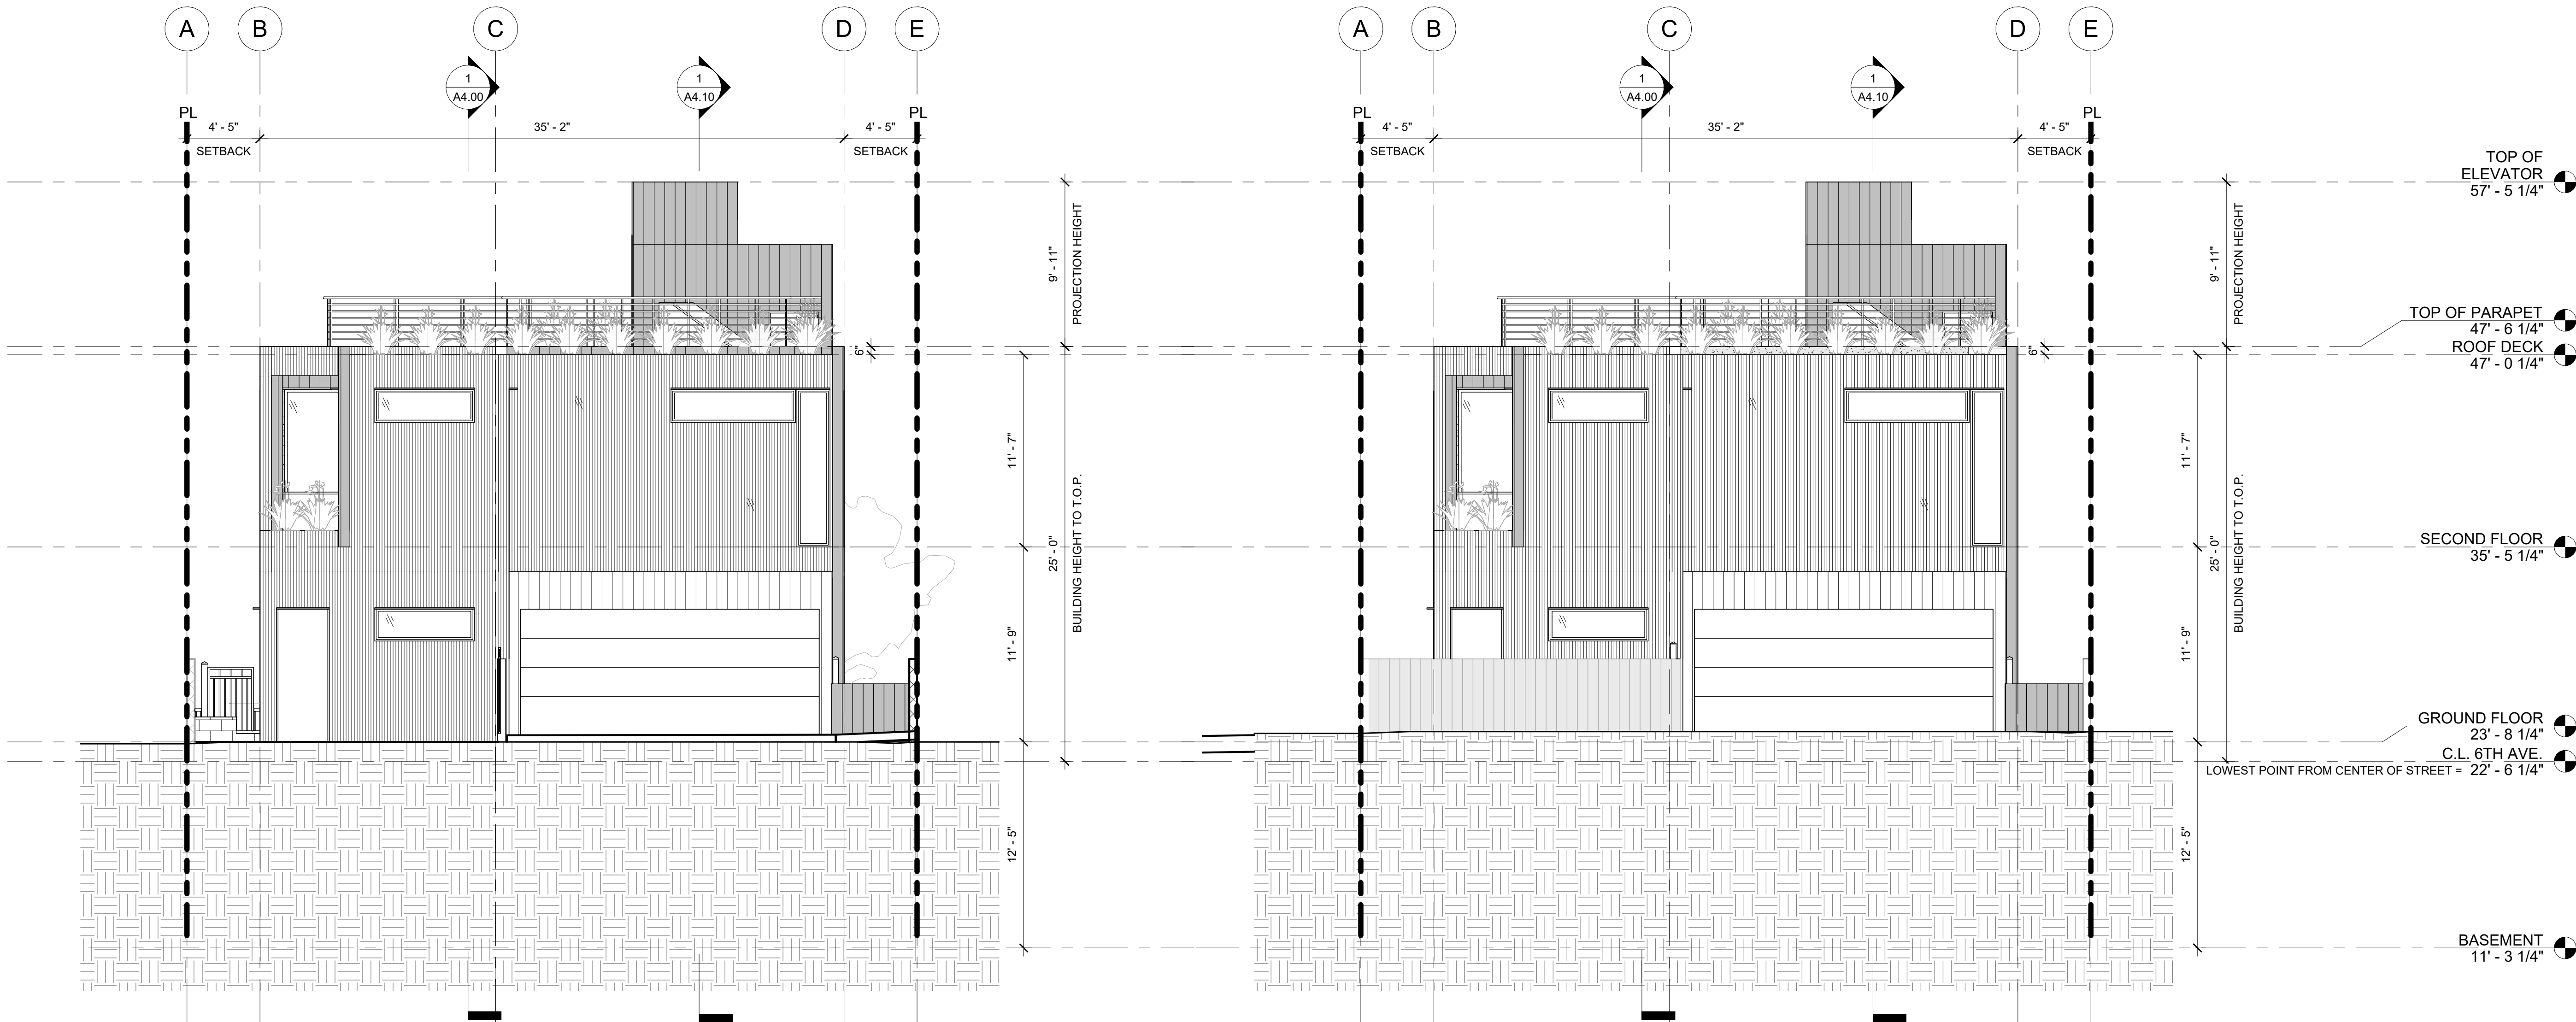 A B C D E
1
A4.00
1
A4.10
PL PL
4' - 5" 35' - 2" 4' - 5"
SETBACK SETBACK
9' - 11"
PROJECTION HEIGHT
6"
11' - 7"
25' - 0"
BUILDING HEIGHT TO T.O.P.
11' - 9"
12' - 5"
A B C D E
1
A4.00
1
A4.10
PL PL
4' - 5" 35' - 2" 4' - 5"
SETBACK SETBACK
9' - 11"
PROJECTION HEIGHT
6"
11' - 7"
25' - 0"
BUILDING HEIGHT TO T.O.P.
11' - 9"
12' - 5"
TOP OF
ELEVATOR
57' - 5 1/4"
TOP OF PARAPET
47' - 6 1/4"
ROOF DECK
47' - 0 1/4"
SECOND FLOOR
35' - 5 1/4"
GROUND FLOOR
23' - 8 1/4"
C.L. 6TH AVE.
LOWEST POINT FROM CENTER OF STREET = 22' - 6 1/4"
BASEMENT
11' - 3 1/4"